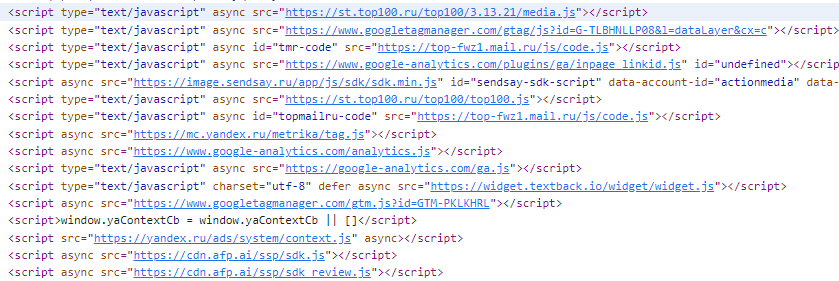 <script type="text/javascript" async src="https://st.top100.ru/top100/3.13.21/media.js"></script>
<script type="text/javascript" async src="https://www.googletagmanager.com/gtag/js?id=G-TLBHNLLP08&l=dataLayer&cx=c"></script>
<script type="text/javascript" async id="tmr-code" src="https://top-fwz1.mail.ru/js/code.js"></script>
<script type="text/javascript" async src="https://www.google-analytics.com/plugins/ga/inpage_linkid.js" id="undefined"></script>
<script async src="https://image.sendsay.ru/app/js/sdk/sdk.min.js" id="sendsay-sdk-script" data-account-id="actionmedia" data-
<script type="text/javascript" async src="https://st.top100.ru/top100/top100.js"></script>
<script type="text/javascript" async id="topmailru-code" src="https://top-fwz1.mail.ru/js/code.js"></script>
<script async src="https://mc.yandex.ru/metrika/tag.js"></script>
<script async src="https://www.google-analytics.com/analytics.js"></script>
<script type="text/javascript" async src="https://google-analytics.com/ga.js"></script>
<script type="text/javascript" charset="utf-8" defer async src="https://widget.textback.io/widget/widget.js"></script>
<script async src="https://www.googletagmanager.com/gtm.js?id=GTM-PKLKHRL"></script>
<script>window.yaContextCb = window.yaContextCb || []</script>
<script src="https://yandex.ru/ads/system/context.js" async></script>
<script async src="https://cdn.afp.ai/ssp/sdk.js"></script>
<script async src="https://cdn.afp.ai/ssp/sdk_review.js"></script>